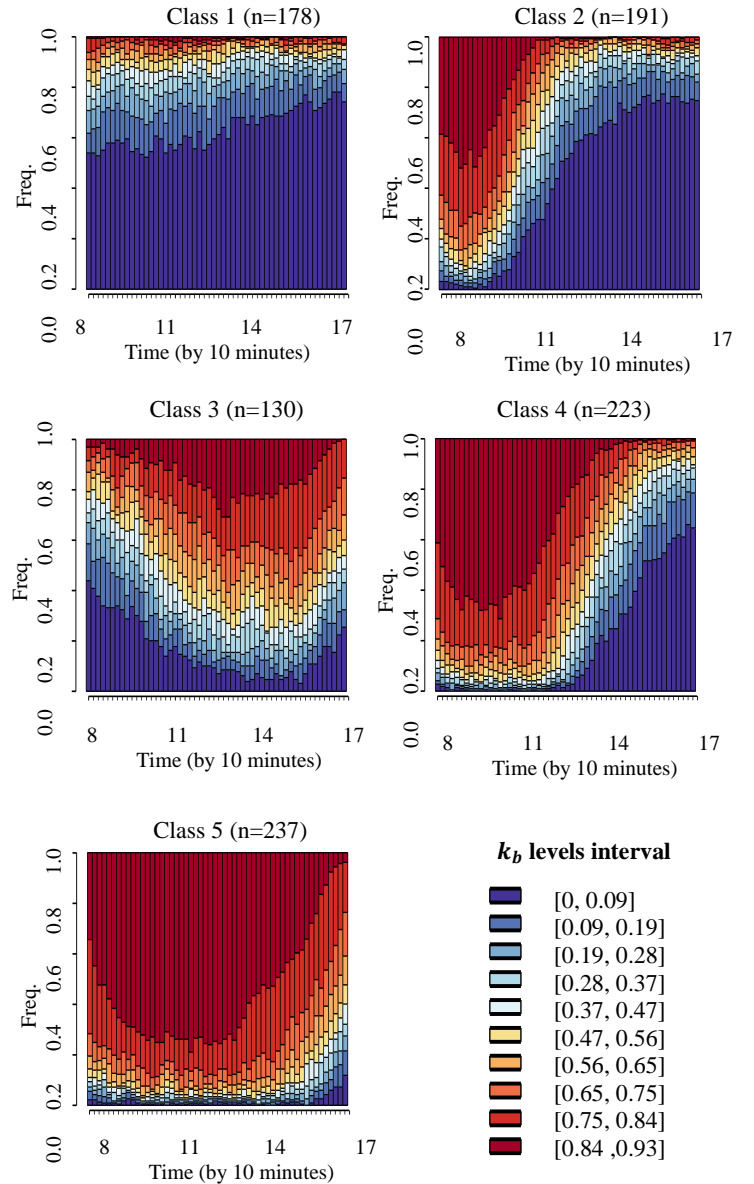 Class 1 (n=178)
1.0
0.8
0.6
0.4
0.2
0.0
Freq.
8 11 14 17
Time (by 10 minutes)
Class 2 (n=191)
1.0
0.8
0.6
0.4
0.2
0.0
Freq.
8 11 14 17
Time (by 10 minutes)
Class 3 (n=130)
1.0
0.8
0.6
0.4
0.2
0.0
Freq.
8 11 14 17
Time (by 10 minutes)
Class 4 (n=223)
1.0
0.8
0.6
0.4
0.2
0.0
Freq.
8 11 14 17
Time (by 10 minutes)
Class 5 (n=237)
1.0
0.8
0.6
0.4
0.2
0.0
Freq.
8 11 14 17
Time (by 10 minutes)
k_b levels interval
[0, 0.09]
[0.09, 0.19]
[0.19, 0.28]
[0.28, 0.37]
[0.37, 0.47]
[0.47, 0.56]
[0.56, 0.65]
[0.65, 0.75]
[0.75, 0.84]
[0.84 ,0.93]